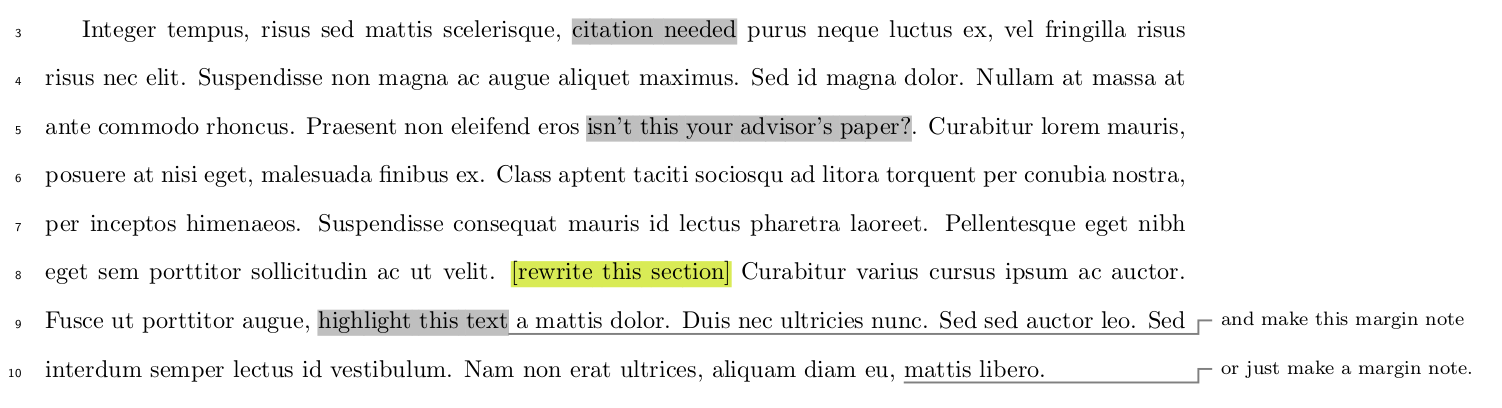 3 Integer tempus, risus sed mattis scelerisque, citation needed purus neque luctus ex, vel fringilla risus
4 risus nec elit. Suspendisse non magna ac augue aliquet maximus. Sed id magna dolor. Nullam at massa at
5 ante commodo rhoncus. Praesent non eleifend eros isn't this your advisor's paper?. Curabitur lorem mauris,
6 posuere at nisi eget, malesuada finibus ex. Class aptent taciti sociosqu ad litora torquent per conubia nostra,
7 per inceptos himenaeos. Suspendisse consequat mauris id lectus pharetra laoreet. Pellentesque eget nibh
8 eget sem porttitor sollicitudin ac ut velit. [rewrite this section] Curabitur varius cursus ipsum ac auctor.
9 Fusce ut porttitor augue, highlight this text a mattis dolor. Duis nec ultricies nunc. Sed sed auctor leo. Sed and make this margin note
10 interdum semper lectus id vestibulum. Nam non erat ultrices, aliquam diam eu, mattis libero. or just make a margin note.